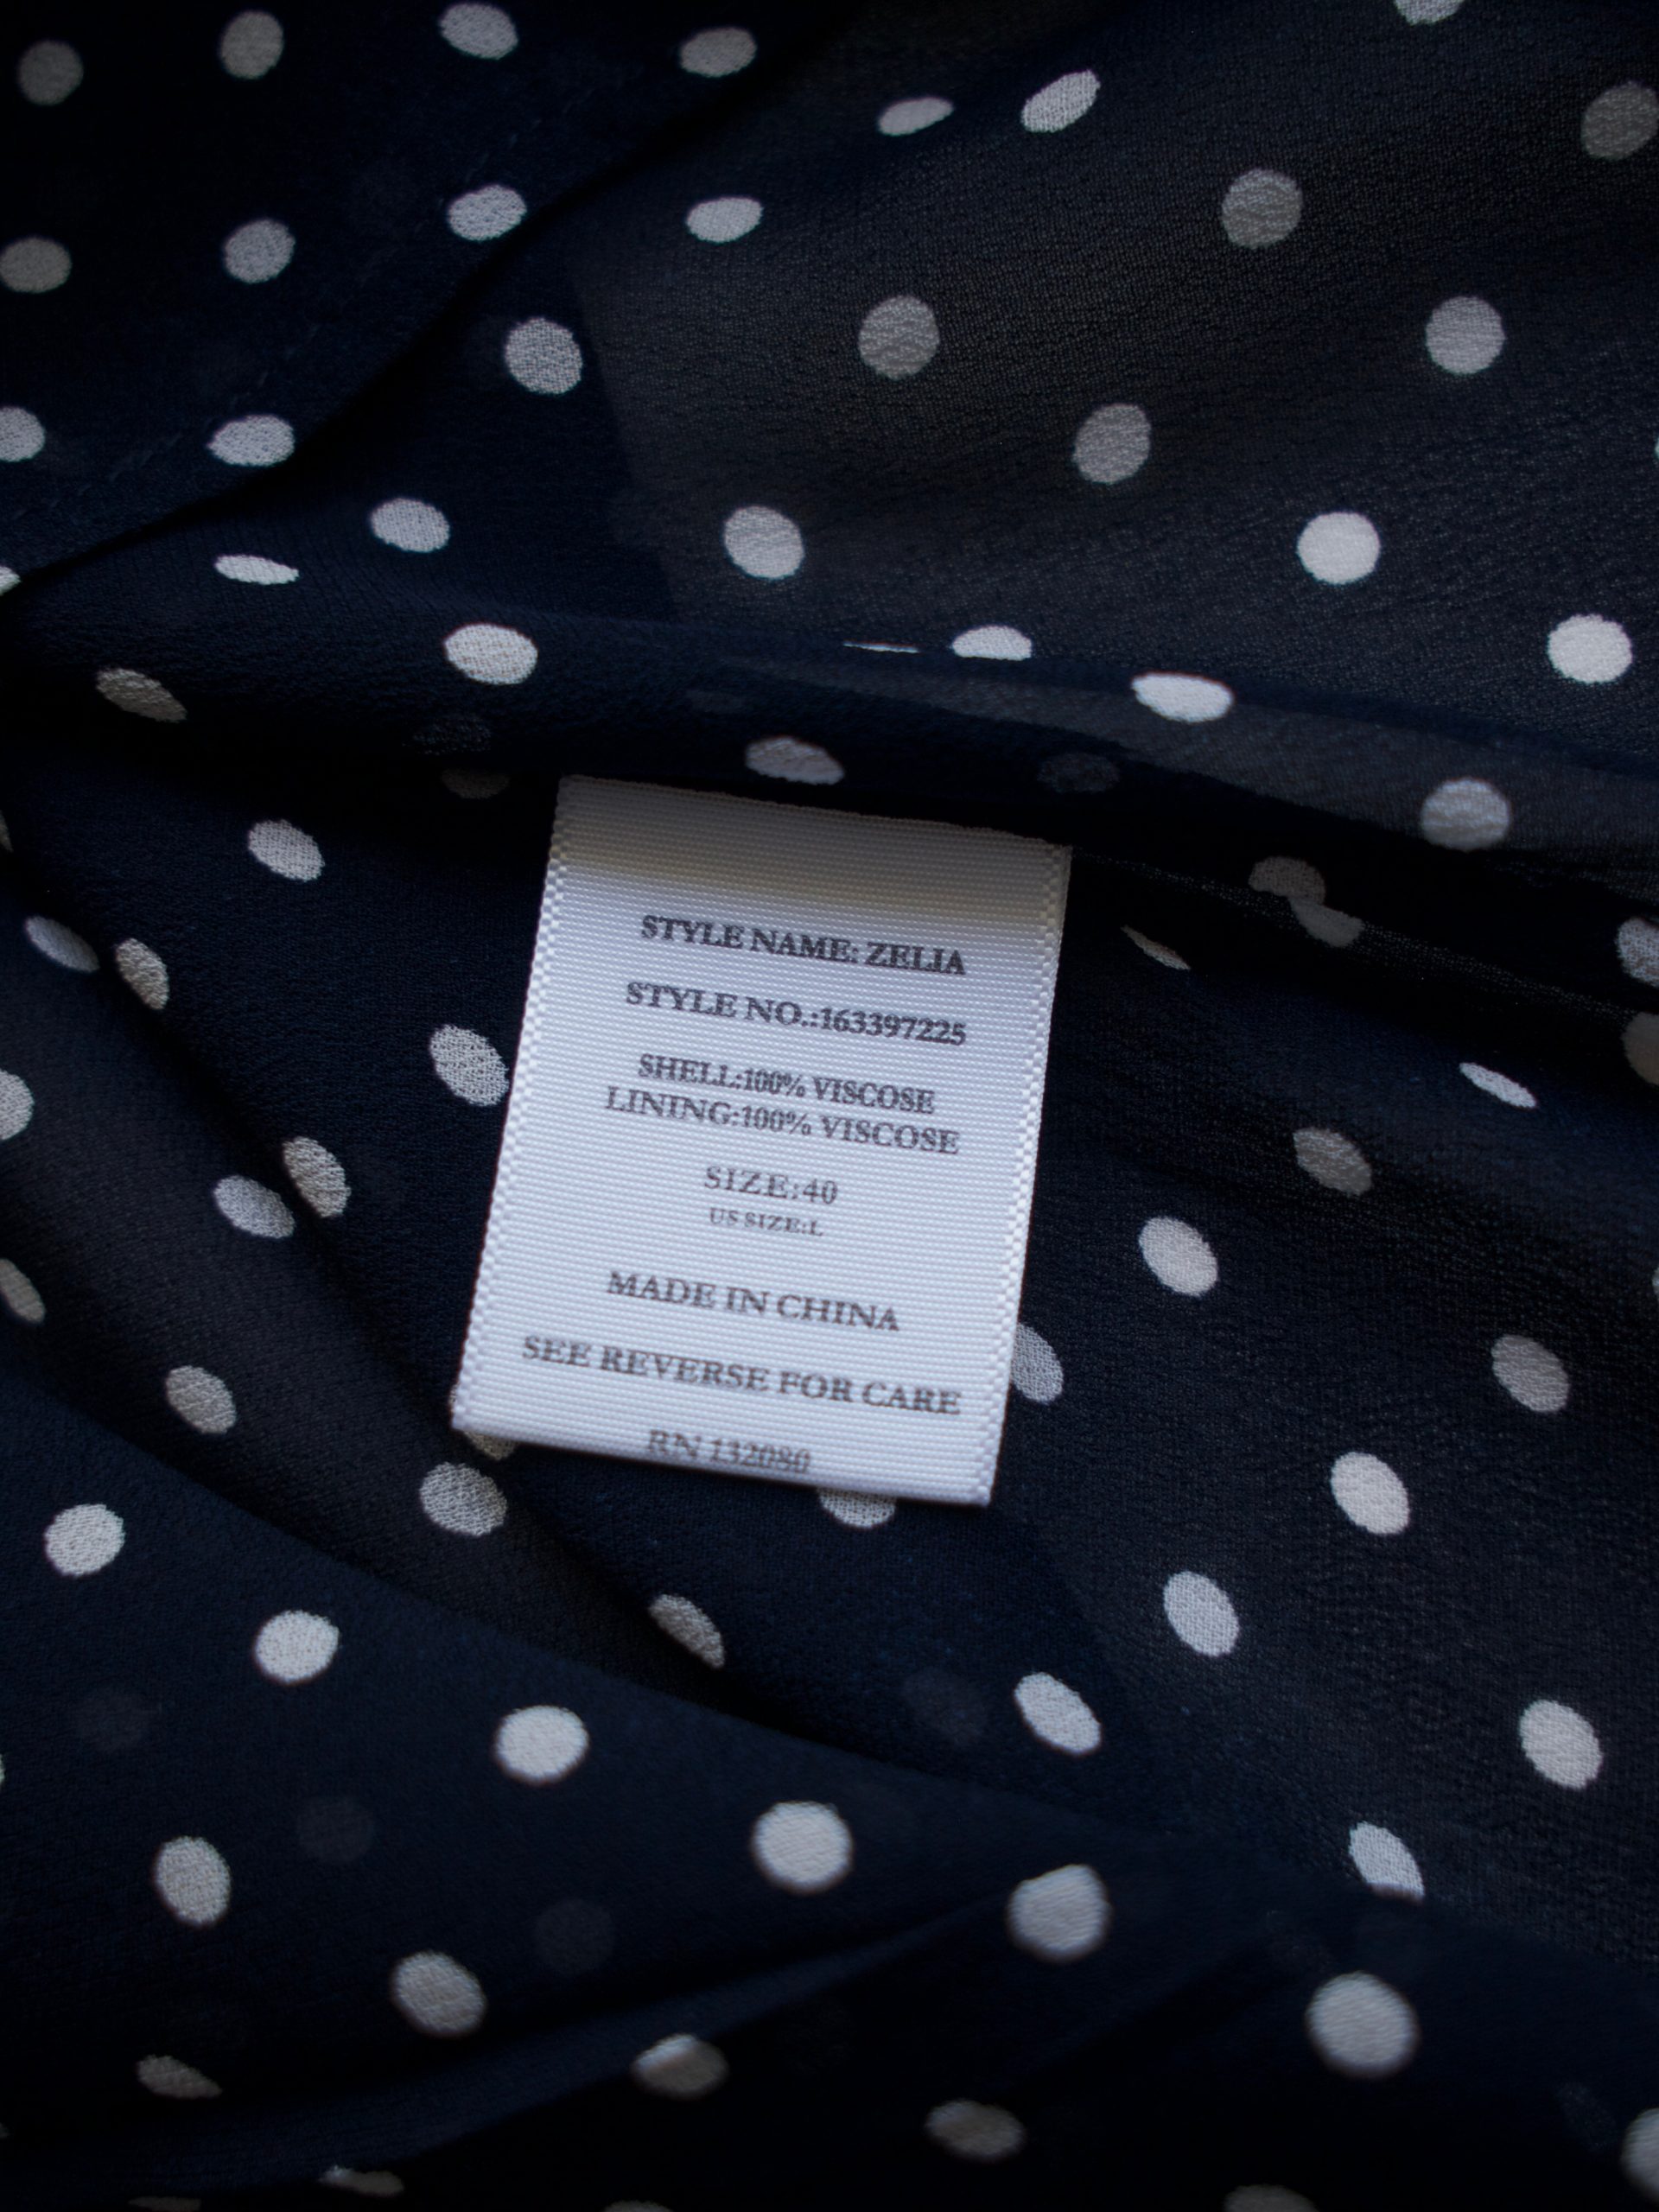 STYLE NAME: ZELIA
STYLE NO.:163397225
SHELL:100% VISCOSE
LINING:100% VISCOSE
SIZE:40
US SIZE:L
MADE IN CHINA
SEE REVERSE FOR CARE
RN 132080